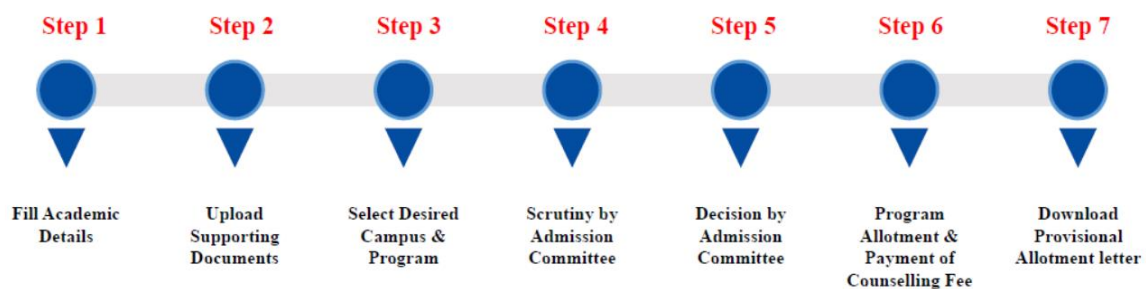 Step 1
Step 2
Step 3
Step 4
Step 5
Step 6
Step 7
Fill Academic
Details
Upload
Supporting
Documents
Select Desired
Campus &
Program
Scrutiny by
Admission
Committee
Decision by
Admission
Committee
Program
Allotment &
Payment of
Counselling Fee
Download
Provisional
Allotment letter